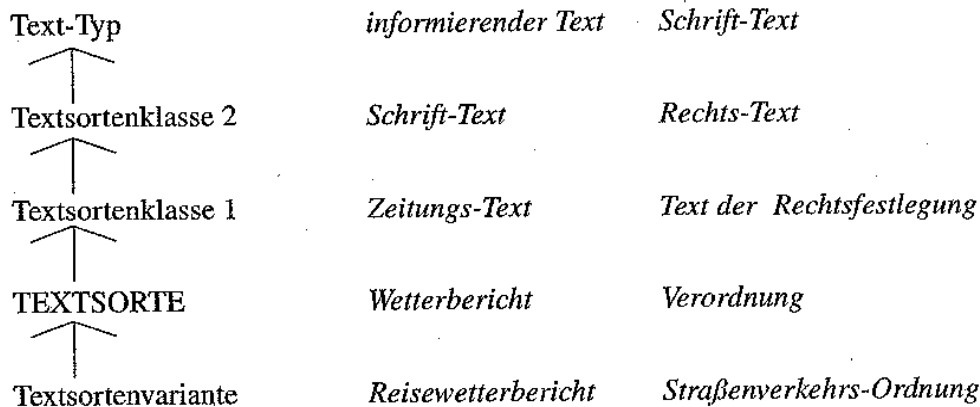 Text-Typ informierender Text Schrift-Text
Textsortenklasse 2 Schrift-Text Rechts-Text
Textsortenklasse 1 Zeitungs-Text Text der Rechtsfestlegung
TEXTSORTE Wetterbericht Verordnung
Textsortenvariante Reisewetterbericht Straßenverkehrs-Ordnung